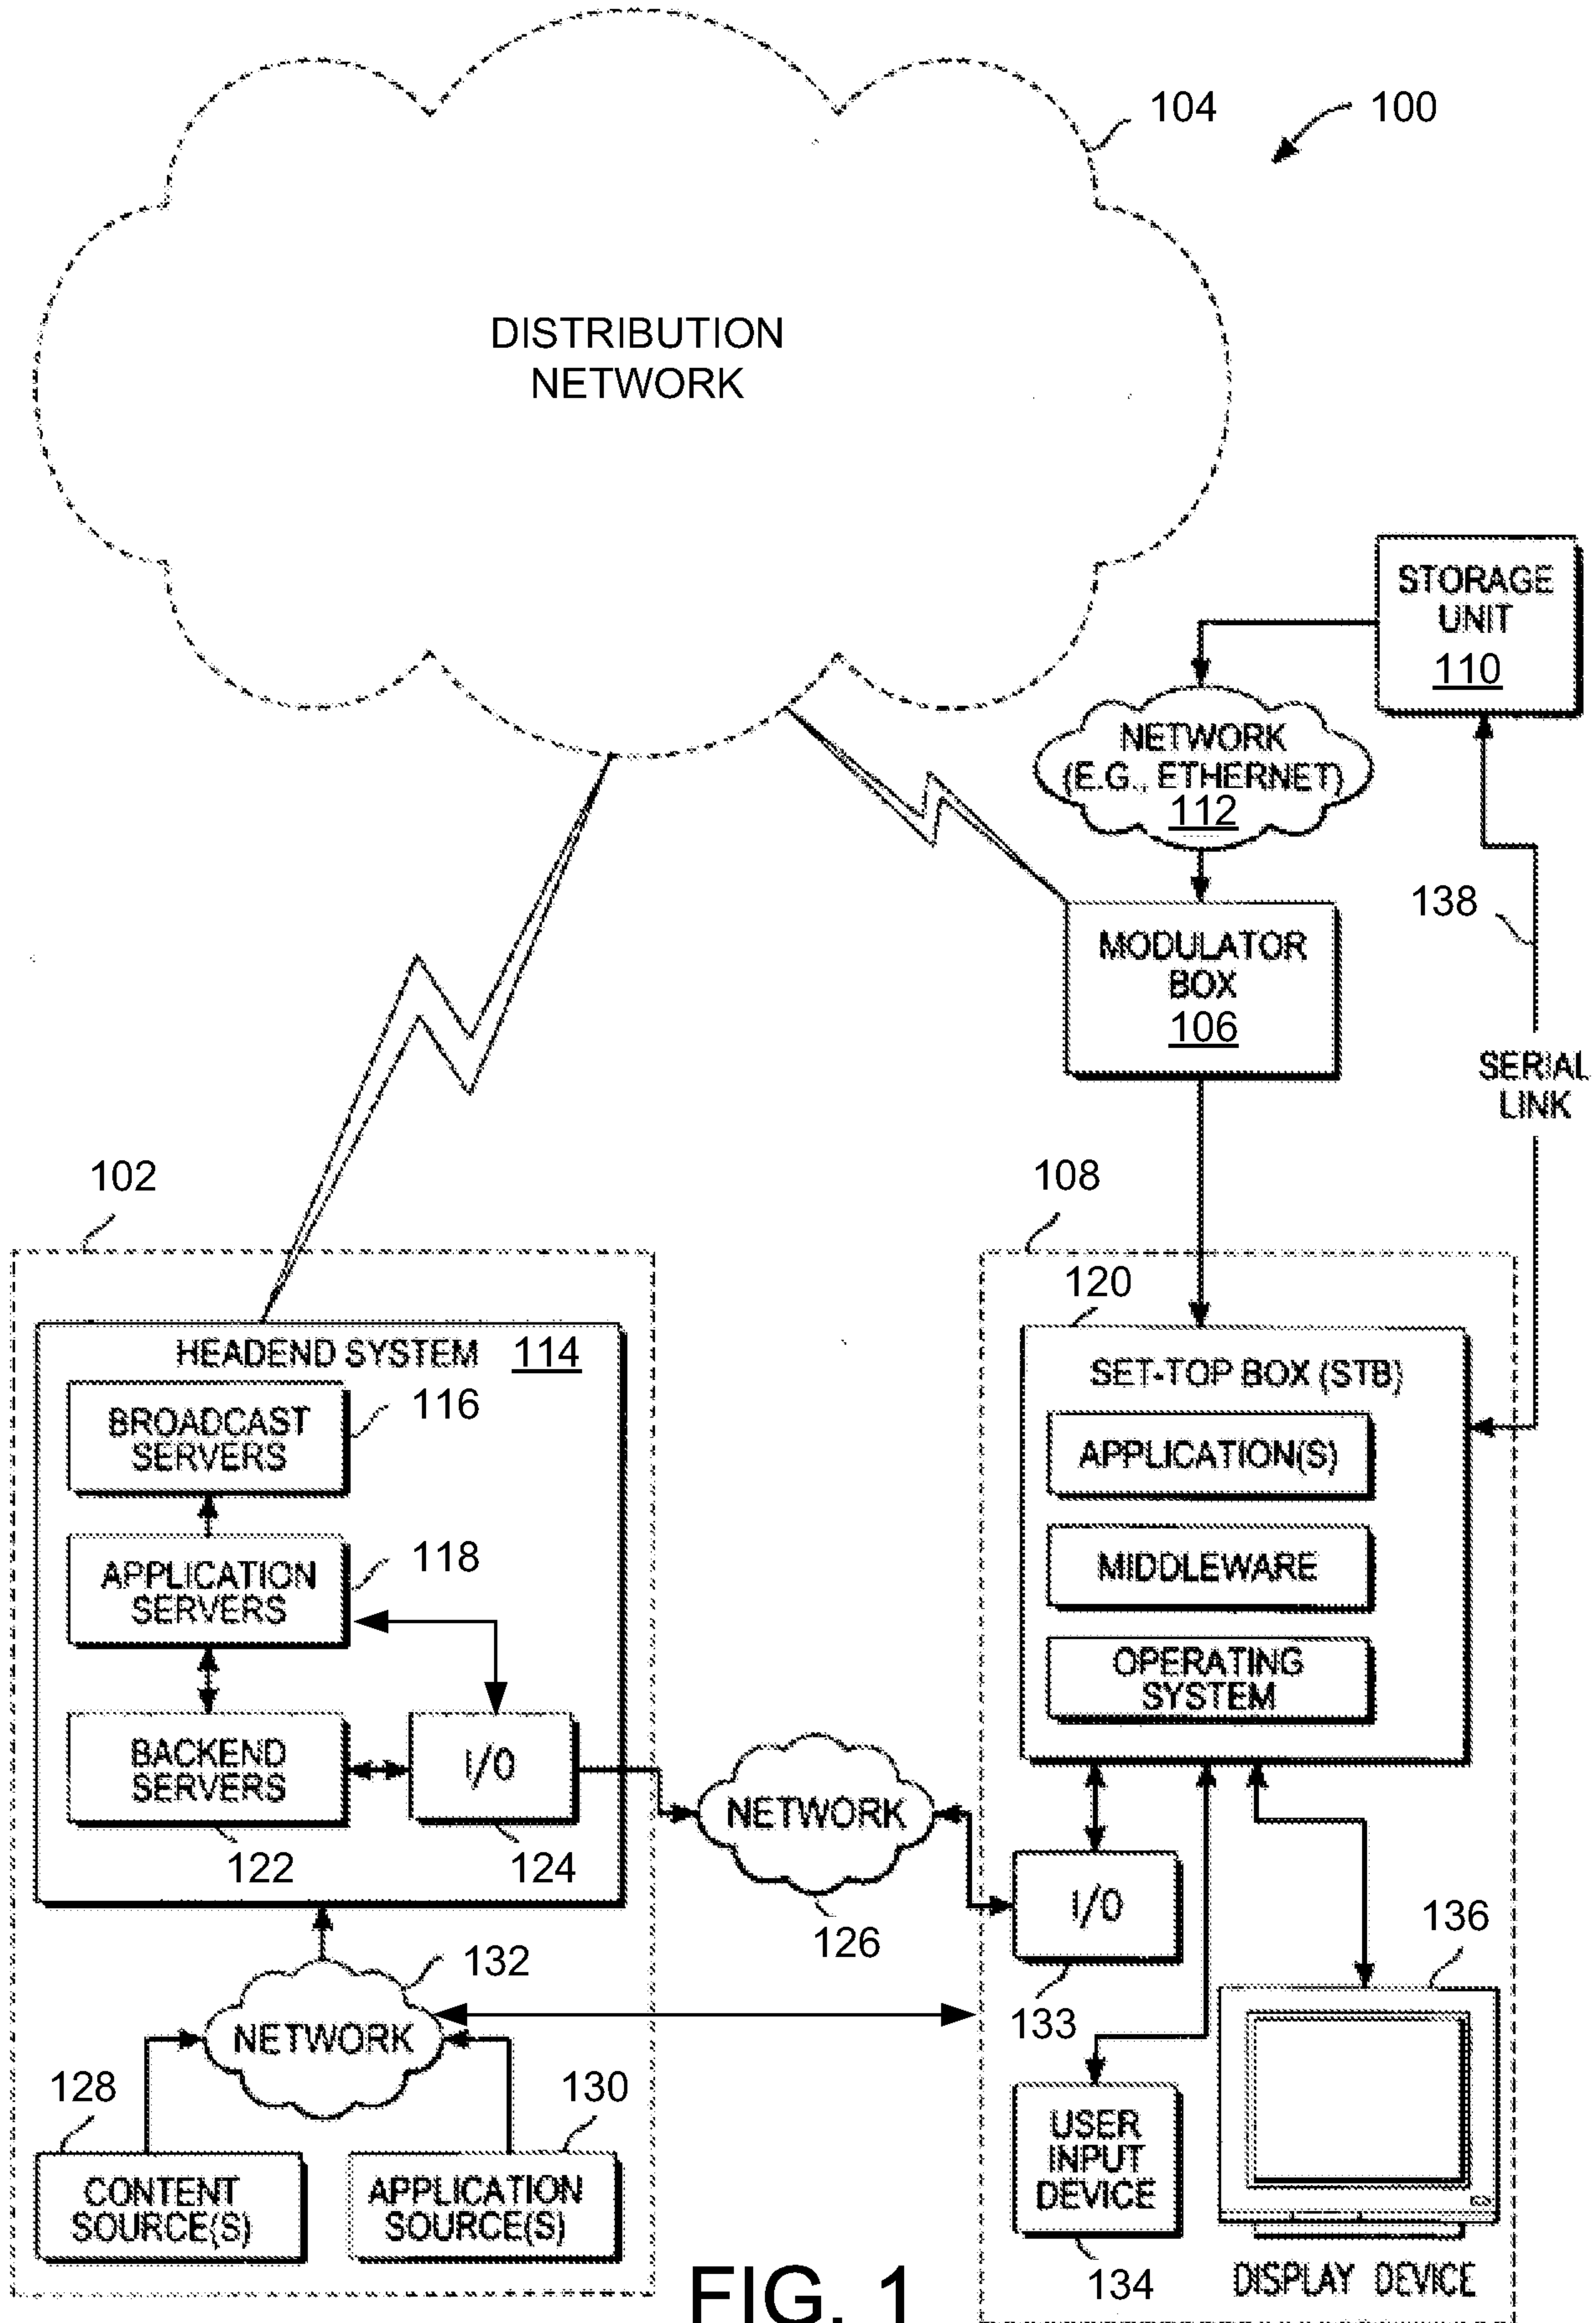 104
100
DISTRIBUTION
NETWORK
STORAGE
UNIT
110
NETWORK
(E.G., ETHERNET)
112
138
MODULATOR
BOX
106
SERIAL
LINK
102
108
120
HEADEND SYSTEM 114
BROADCAST
SERVERS
116
APPLICATION
SERVERS
118
BACKEND
SERVERS
122
I/O
124
NETWORK
126
SET-TOP BOX (STB)
APPLICATION(S)
MIDDLEWARE
OPERATING
SYSTEM
I/O
133
136
132
NETWORK
128
130
CONTENT
SOURCE(S)
APPLICATION
SOURCE(S)
USER
INPUT
DEVICE
134
DISPLAY DEVICE
FIG. 1